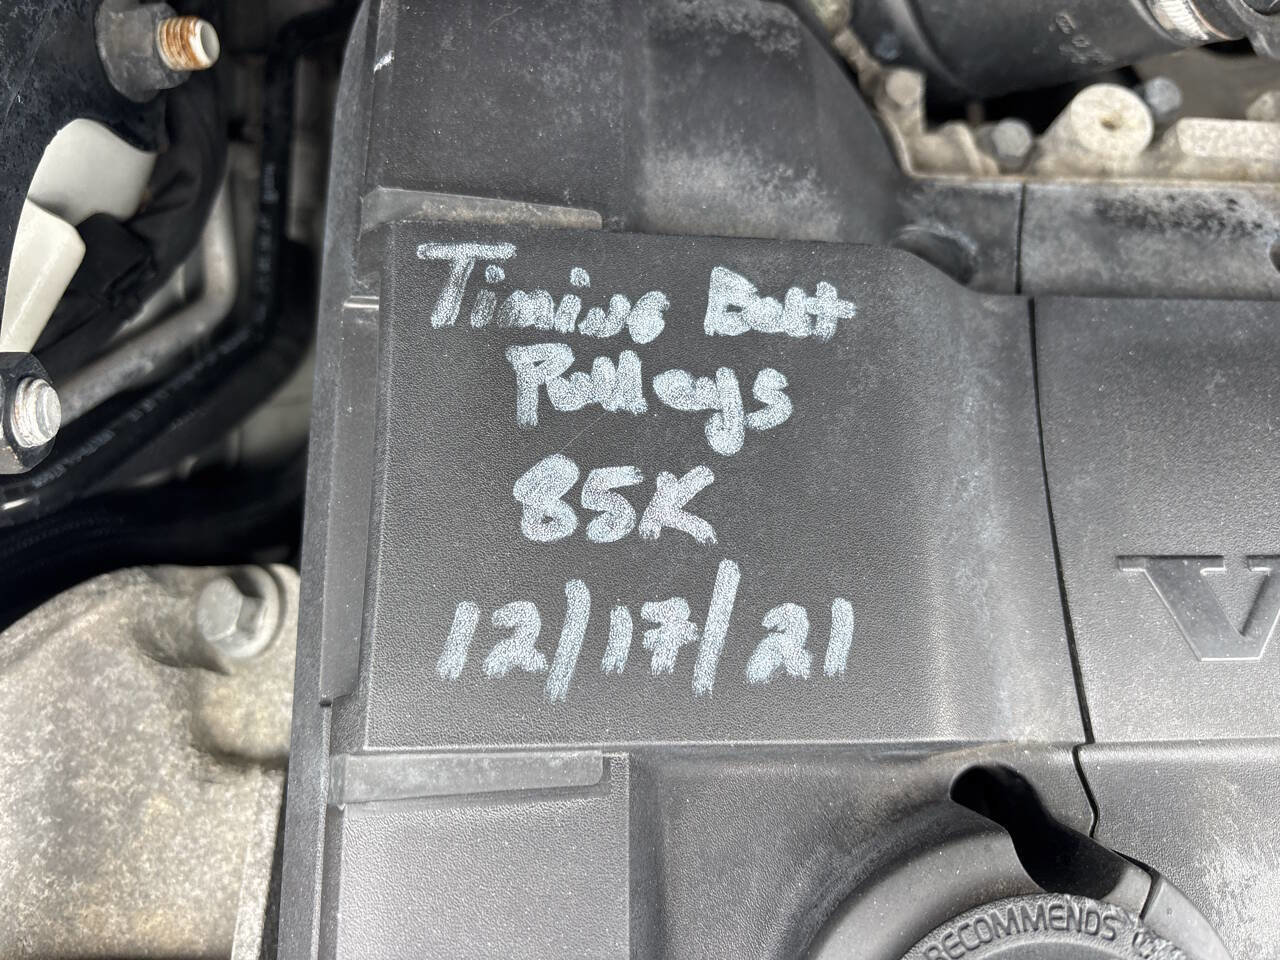 Timing Belt
Pulleys
85K
12/17/21
V
RECOMMENDS